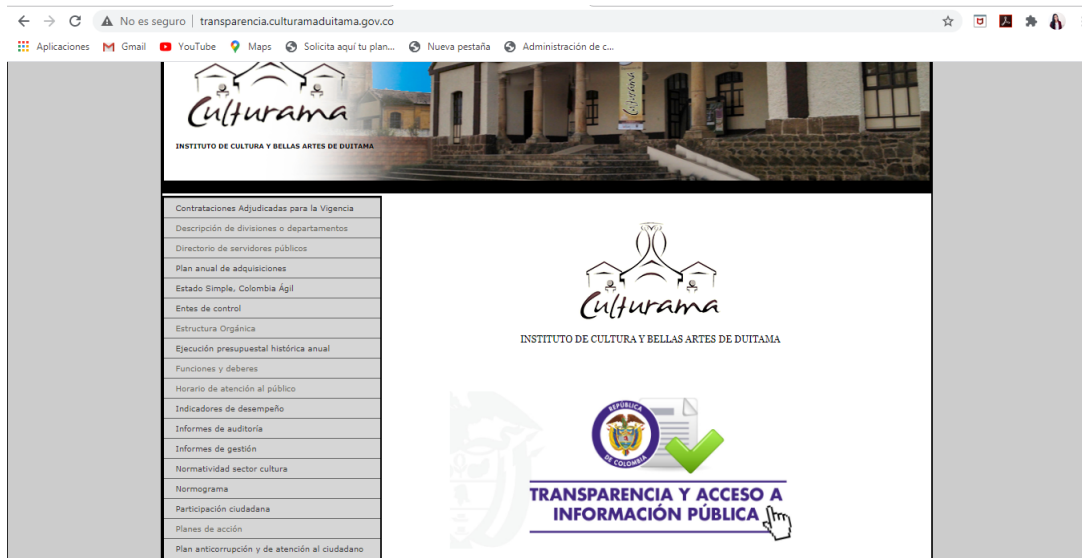 No es seguro | transparencia.culturamaduitama.gov.co
Aplicaciones Gmail YouTube Maps Solicita aquí tu plan... Nueva pestaña Administración de c...
Culturama
INSTITUTO DE CULTURA Y BELLAS ARTES DE DUITAMA
Culturama
Contrataciones Adjudicadas para la Vigencia
Descripción de divisiones o departamentos
Directorio de servidores públicos
Plan anual de adquisiciones
Estado Simple, Colombia Ágil
Entes de control
Estructura Orgánica
Ejecución presupuestal histórica anual
Funciones y deberes
Horario de atención al público
Indicadores de desempeño
Informes de auditoría
Informes de gestión
Normatividad sector cultura
Normograma
Participación ciudadana
Planes de acción
Plan anticorrupción y de atención al ciudadano
Culturama
INSTITUTO DE CULTURA Y BELLAS ARTES DE DUITAMA
REPÚBLICA
DE COLOMBIA
TRANSPARENCIA Y ACCESO A
INFORMACIÓN PÚBLICA